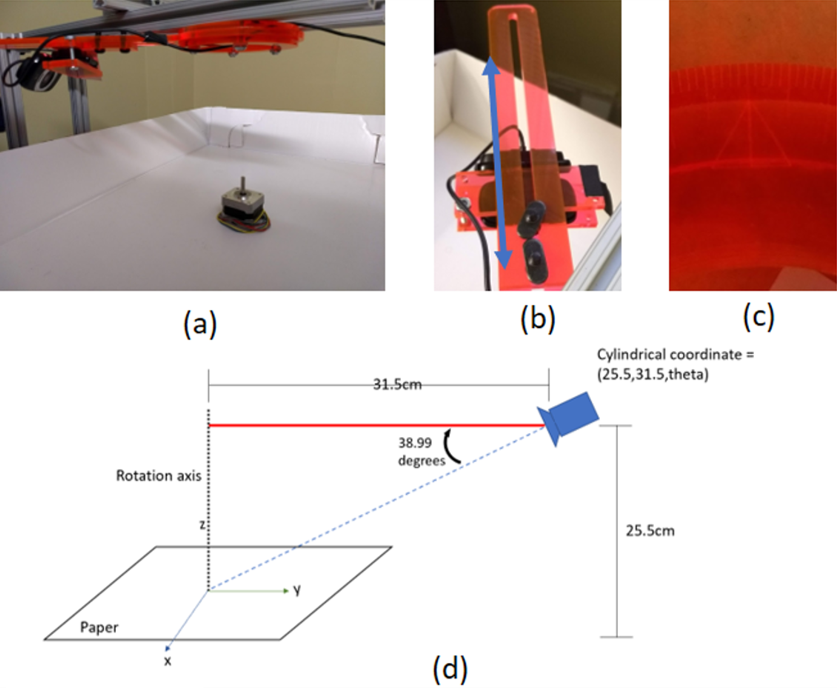 (a)
(b)
(c)
Cylindrical coordinate =
(25.5,31.5,theta)
31.5cm
38.99
degrees
Rotation axis
z
25.5cm
y
Paper
x
(d)